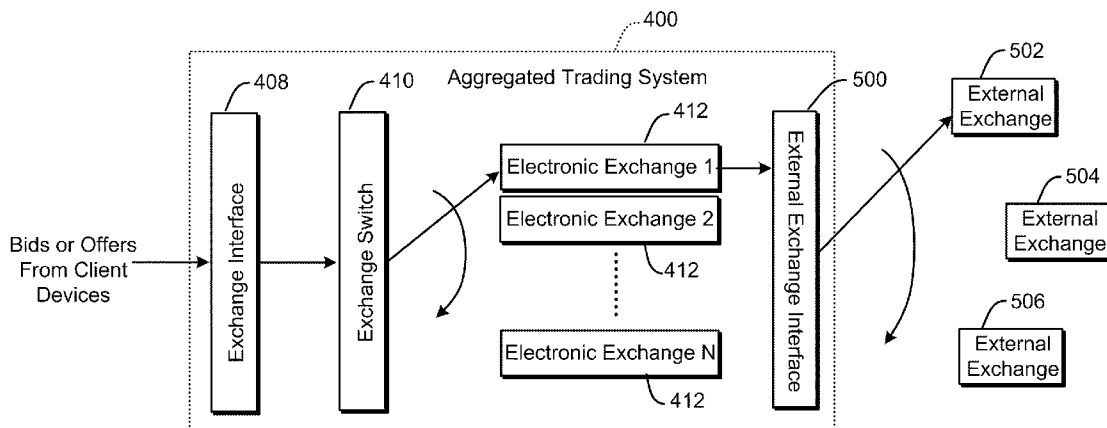 400
408
410
Aggregated Trading System
500
502
External
Exchange
412
Electronic Exchange 1
Electronic Exchange 2
412
Electronic Exchange N
412
Exchange Interface
Exchange Switch
External Exchange Interface
504
External
Exchange
506
External
Exchange
Bids or Offers
From Client
Devices